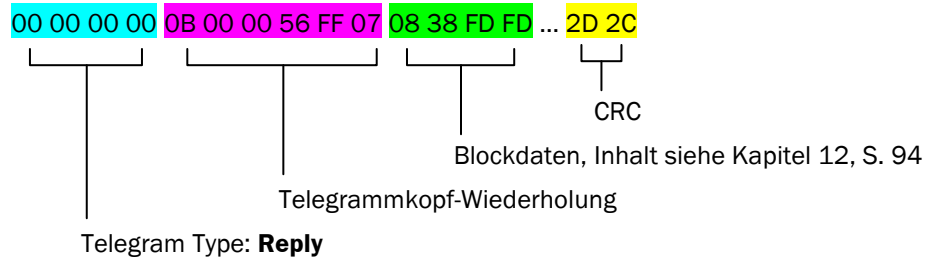 00 00 00 00 0B 00 00 56 FF 07 08 38 FD FD ... 2D 2C
CRC
Blockdaten, Inhalt siehe Kapitel 12, S. 94
Telegrammkopf-Wiederholung
Telegram Type: Reply